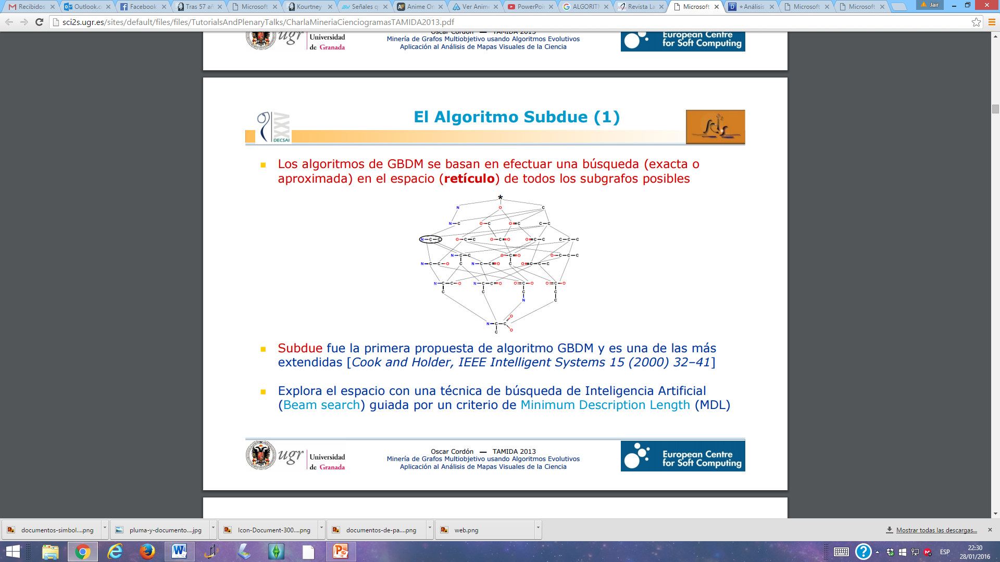 Recibidos
Outlook.c
Facebook
Tras 57 añ
Microsoft
Kourtney
Señales q
Anime On
Ver Anim
PowerPoi
ALGORIT
Revista La
Microsoft
Análisis
Microsoft
Microsoft
Jair
sci2s.ugr.es/sites/default/files/files/TutorialsAndPlenaryTalks/CharlaMineriaCienciogramasTAMIDA2013.pdf
ugr Universidad de Granada
Oscar Cordón — TAMIDA 2013
Minería de Grafos Multiobjetivo usando Algoritmos Evolutivos
Aplicación al Análisis de Mapas Visuales de la Ciencia
European Centre
for Soft Computing
DECSAI
El Algoritmo Subdue (1)
Los algoritmos de GBDM se basan en efectuar una búsqueda (exacta o
aproximada) en el espacio (retículo) de todos los subgrafos posibles
*
N O C
N–C O–C O=C C–C
N–C–C O–C–C O–C=O O=C–C C–C–C
N–C–C O–C=O O–C–C–C
N–C–C–O C N–C–C=O C O=C–C–C
N–C–C–O N–C–C=O O=C–O O=C–O
C C C C
N C
O
N–C–C
C O
Subdue fue la primera propuesta de algoritmo GBDM y es una de las más
extendidas [Cook and Holder, IEEE Intelligent Systems 15 (2000) 32–41]
Explora el espacio con una técnica de búsqueda de Inteligencia Artificial
(Beam search) guiada por un criterio de Minimum Description Length (MDL)
ugr Universidad
de Granada
Oscar Cordón — TAMIDA 2013
Minería de Grafos Multiobjetivo usando Algoritmos Evolutivos
Aplicación al Análisis de Mapas Visuales de la Ciencia
European Centre
for Soft Computing
documentos-simbol....png
pluma-y-documento....jpg
Icon-Document-300....png
documentos-de-pa....png
web.png
Mostrar todas las descargas...
ESP
22:30
28/01/2016